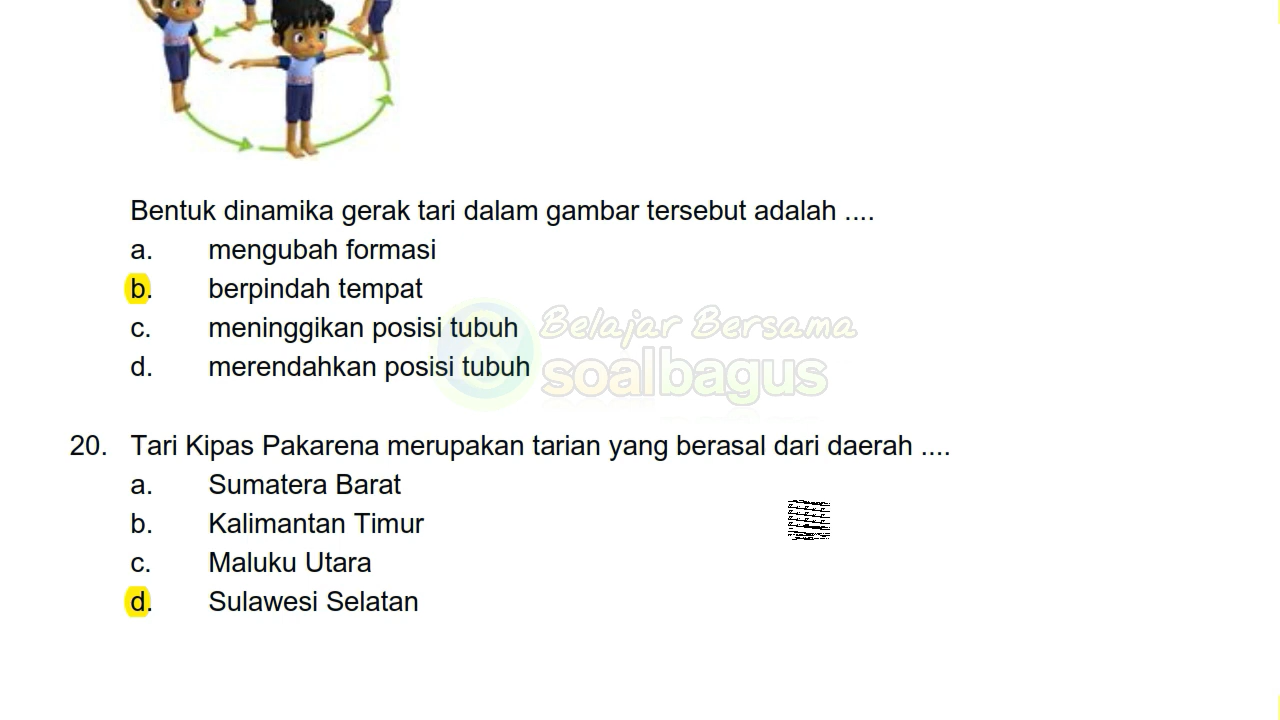 Bentuk dinamika gerak tari dalam gambar tersebut adalah ....
a. mengubah formasi
b. berpindah tempat
c. meninggikan posisi tubuh
d. merendahkan posisi tubuh
Belajar Bersama
soalbagus
20. Tari Kipas Pakarena merupakan tarian yang berasal dari daerah ....
a. Sumatera Barat
b. Kalimantan Timur
c. Maluku Utara
d. Sulawesi Selatan